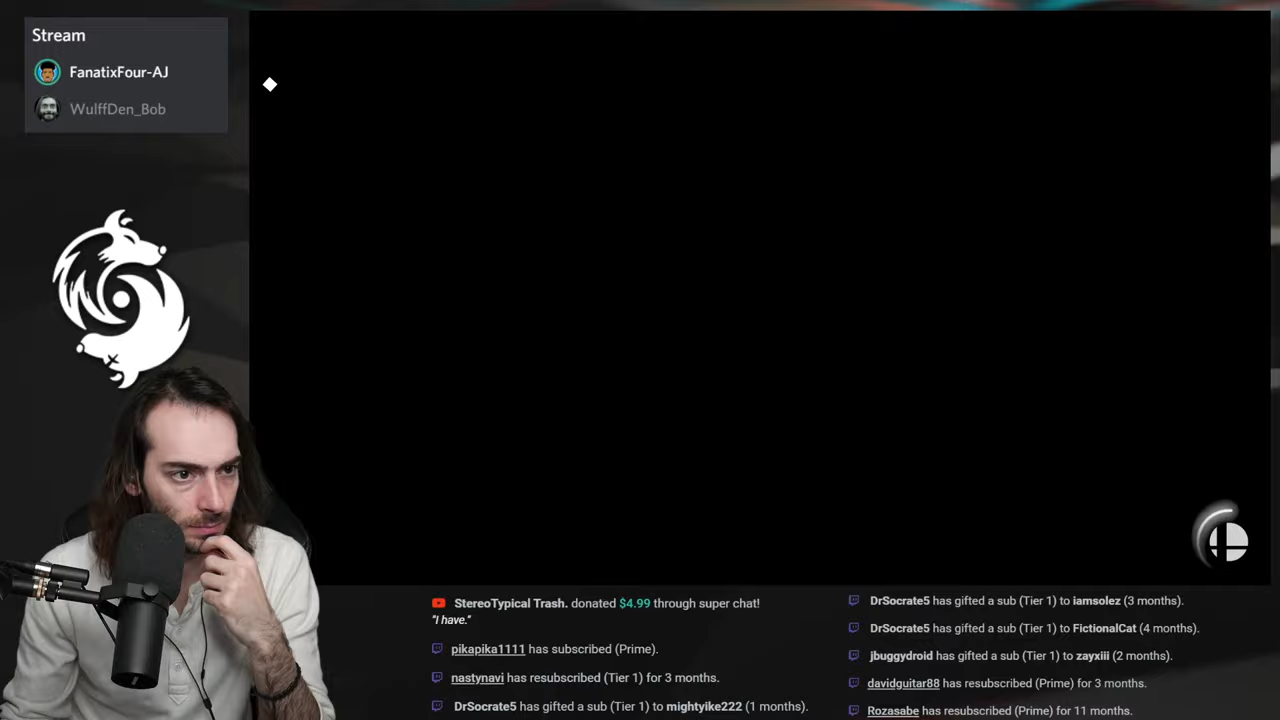 Stream
FanatixFour-AJ
WulffDen_Bob
StereoTypical Trash. donated $4.99 through super chat!
"I have."
pikapika1111 has subscribed (Prime).
nastynavi has resubscribed (Tier 1) for 3 months.
DrSocrate5 has gifted a sub (Tier 1) to mightyike222 (1 months).
DrSocrate5 has gifted a sub (Tier 1) to iamsolez (3 months).
DrSocrate5 has gifted a sub (Tier 1) to FictionalCat (4 months).
jbuggydroid has gifted a sub (Tier 1) to zayxiii (2 months).
davidguitar88 has resubscribed (Prime) for 3 months.
Rozasabe has resubscribed (Prime) for 11 months.